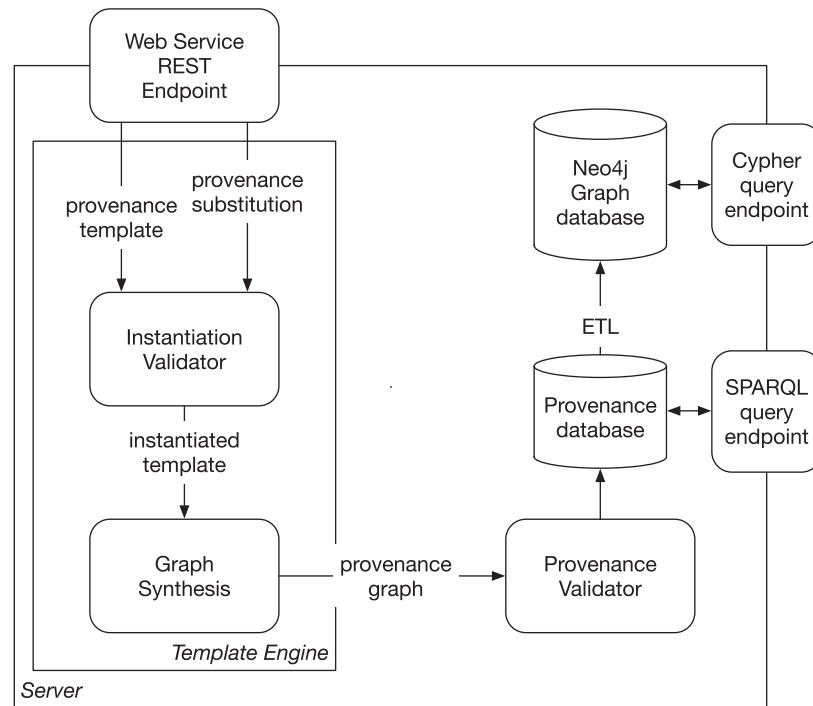 Web Service
REST
Endpoint
provenance
template
provenance
substitution
Instantiation
Validator
instantiated
template
Graph
Synthesis
Template Engine
Server
provenance
graph
Provenance
Validator
Provenance
database
ETL
Neo4j
Graph
database
Cypher
query
endpoint
SPARQL
query
endpoint